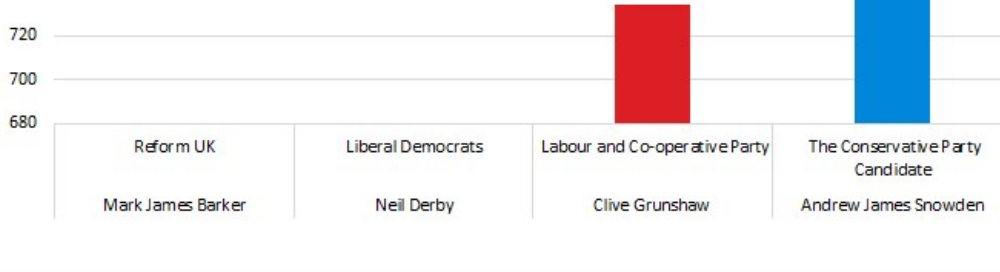 720
700
680
Reform UK
Liberal Democrats
Labour and Co-operative Party
The Conservative Party
Candidate
Mark James Barker
Neil Derby
Clive Grunshaw
Andrew James Snowden